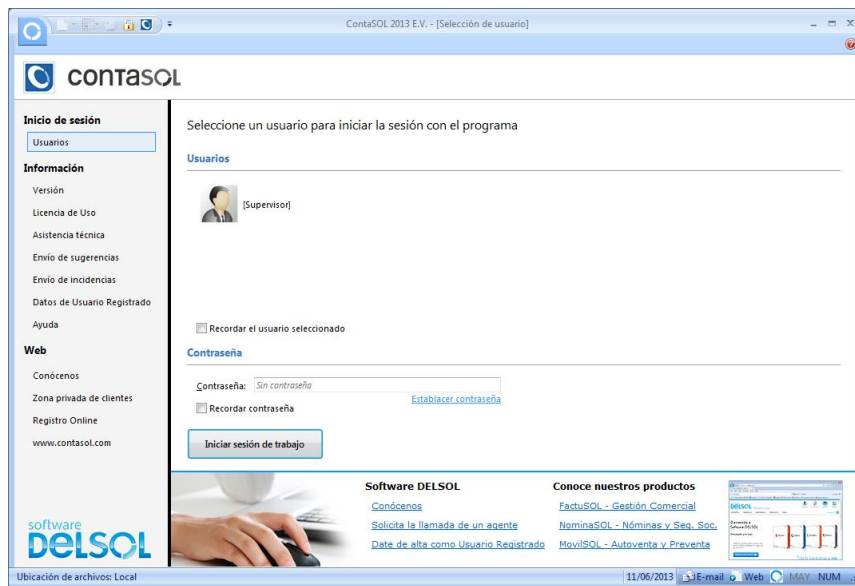 ContaSOL 2013 E.V. - [Selección de usuario]
contasol
Inicio de sesión
Usuarios
Información
Versión
Licencia de Uso
Asistencia técnica
Envío de sugerencias
Envío de incidencias
Datos de Usuario Registrado
Ayuda
Web
Conócenos
Zona privada de clientes
Registro Online
www.contasol.com
software
DELSOL
Seleccione un usuario para iniciar la sesión con el programa
Usuarios
[Supervisor]
Recordar el usuario seleccionado
Contraseña
Contraseña: Sin contraseña
Establacer contraseña
Recordar contraseña
Iniciar sesión de trabajo
Software DELSOL
Conócenos
Solicita la llamada de un agente
Date de alta como Usuario Registrado
Conoce nuestros productos
FactuSOL - Gestión Comercial
NominaSOL - Nóminas y Seg. Soc.
MovilSOL - Autoventa y Preventa
DELSOL
Ubicación de archivos: Local
11/06/2013 E-mail Web MAY NUM